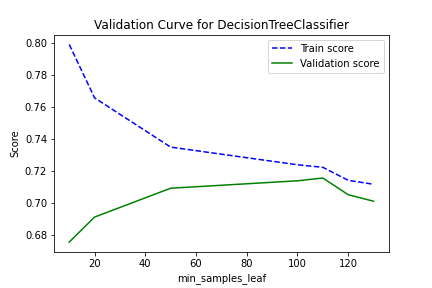 Validation Curve for DecisionTreeClassifier
Train score
Validation score
0.80
0.78
0.76
0.74
0.72
0.70
0.68
Score
20 40 60 80 100 120
min_samples_leaf